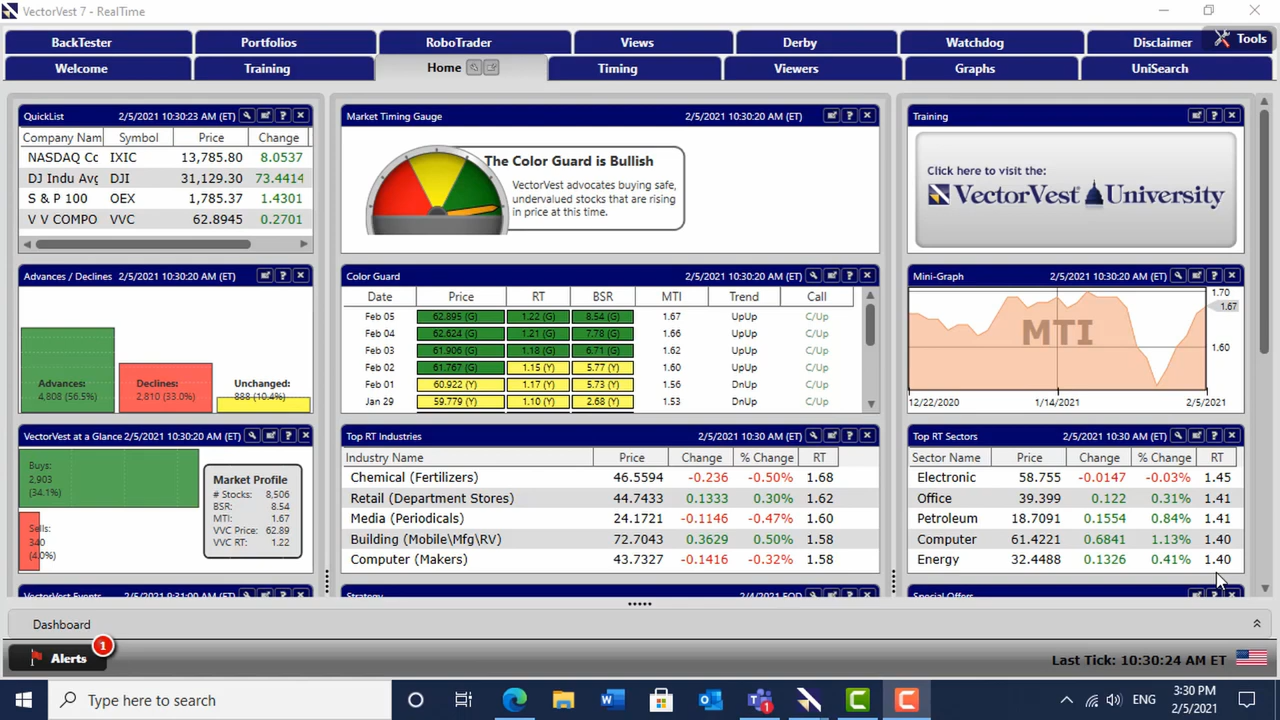 VectorVest 7 - RealTime
BackTester Portfolios RoboTrader Views Derby Watchdog Disclaimer Tools
Welcome Training Home Timing Viewers Graphs UniSearch
QuickList 2/5/2021 10:30:23 AM (ET)
Company Nam Symbol Price Change
NASDAQ Cc IXIC 13,785.80 8.0537
DJ Indu Avg DJI 31,129.30 73.4414
S & P 100 OEX 1,785.37 1.4301
V V COMPO VVC 62.8945 0.2701
Market Timing Gauge 2/5/2021 10:30:20 AM (ET)
The Color Guard is Bullish
VectorVest advocates buying safe,
undervalued stocks that are rising
in price at this time.
Training
Click here to visit the:
VectorVest University
Advances / Declines 2/5/2021 10:30:20 AM (ET)
Advances:
4,808 (56.5%)
Declines:
2,810 (33.0%)
Unchanged:
888 (10.4%)
Color Guard 2/5/2021 10:30:20 AM (ET)
Date Price RT BSR MTI Trend Call
Feb 05 62.895 (G) 1.22 (G) 8.54 (G) 1.67 UpUp C/Up
Feb 04 62.624 (G) 1.21 (G) 7.78 (G) 1.66 UpUp C/Up
Feb 03 61.906 (G) 1.18 (G) 6.71 (G) 1.62 UpUp C/Up
Feb 02 61.767 (G) 1.15 (Y) 5.77 (Y) 1.60 UpUp C/Up
Feb 01 60.922 (Y) 1.17 (Y) 5.73 (Y) 1.56 DnUp C/Up
Jan 29 59.779 (Y) 1.10 (Y) 2.68 (Y) 1.53 DnUp C/Up
Mini-Graph 2/5/2021 10:30:20 AM (ET)
MTI
1.70
1.67
1.60
12/22/2020 1/14/2021 2/5/2021
VectorVest at a Glance 2/5/2021 10:30:20 AM (ET)
Buys:
2,903
(34.1%)
Sells:
340
(4.0%)
Market Profile
# Stocks: 8,506
BSR: 8.54
MTI: 1.67
VVC Price: 62.89
VVC RT: 1.22
Top RT Industries 2/5/2021 10:30 AM (ET)
Industry Name Price Change % Change RT
Chemical (Fertilizers) 46.5594 -0.236 -0.50% 1.68
Retail (Department Stores) 44.7433 0.1333 0.30% 1.62
Media (Periodicals) 24.1721 -0.1146 -0.47% 1.60
Building (Mobile\Mfg\RV) 72.7043 0.3629 0.50% 1.58
Computer (Makers) 43.7327 -0.1416 -0.32% 1.58
Top RT Sectors 2/5/2021 10:30 AM (ET)
Sector Name Price Change % Change RT
Electronic 58.755 -0.0147 -0.03% 1.45
Office 39.399 0.122 0.31% 1.41
Petroleum 18.7091 0.1554 0.84% 1.41
Computer 61.4221 0.6841 1.13% 1.40
Energy 32.4488 0.1326 0.41% 1.40
VectorVest Events 2/5/2021 9:31:00 AM (ET)
Strategy 2/4/2021 EOD
Special Offers
Dashboard
Alerts 1
Last Tick: 10:30:24 AM ET
Type here to search
1
ENG
3:30 PM
2/5/2021